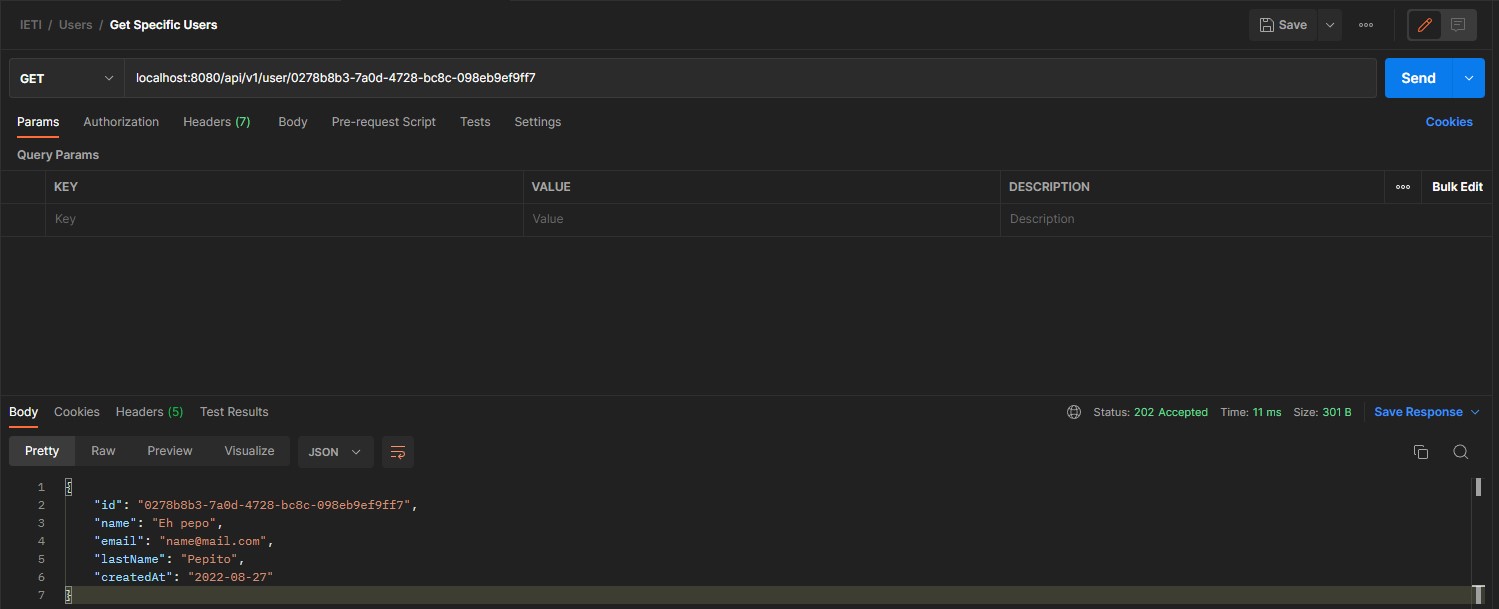 IETI / Users / Get Specific Users Save
GET localhost:8080/api/v1/user/0278b8b3-7a0d-4728-bc8c-098eb9ef9ff7 Send
Params Authorization Headers (7) Body Pre-request Script Tests Settings Cookies
Query Params
KEY VALUE DESCRIPTION Bulk Edit
Key Value Description
Body Cookies Headers (5) Test Results Status: 202 Accepted Time: 11 ms Size: 301 B Save Response
Pretty Raw Preview Visualize JSON
1 {
2 "id": "0278b8b3-7a0d-4728-bc8c-098eb9ef9ff7",
3 "name": "Eh pepo",
4 "email": "name@mail.com",
5 "lastName": "Pepito",
6 "createdAt": "2022-08-27"
7 }